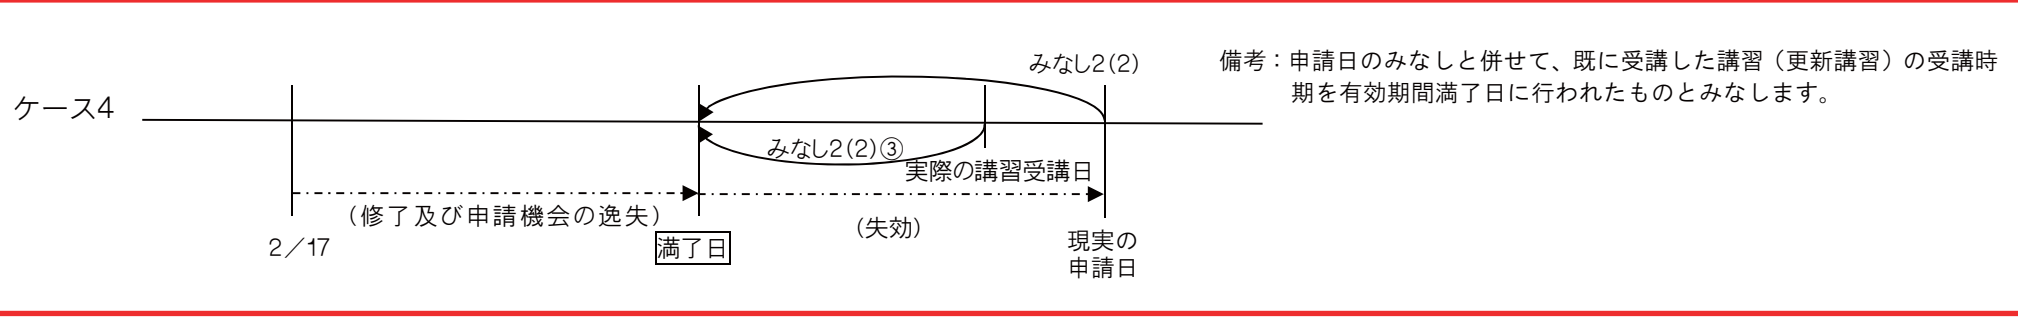 みなし2(2)
備考：申請日のみなしと併せて、既に受講した講習（更新講習）の受講時
期を有効期間満了日に行われたものとみなします。
ケース4
みなし2(2)③
実際の講習受講日
（修了及び申請機会の逸失）
（失効）
2／17
満了日
現実の
申請日